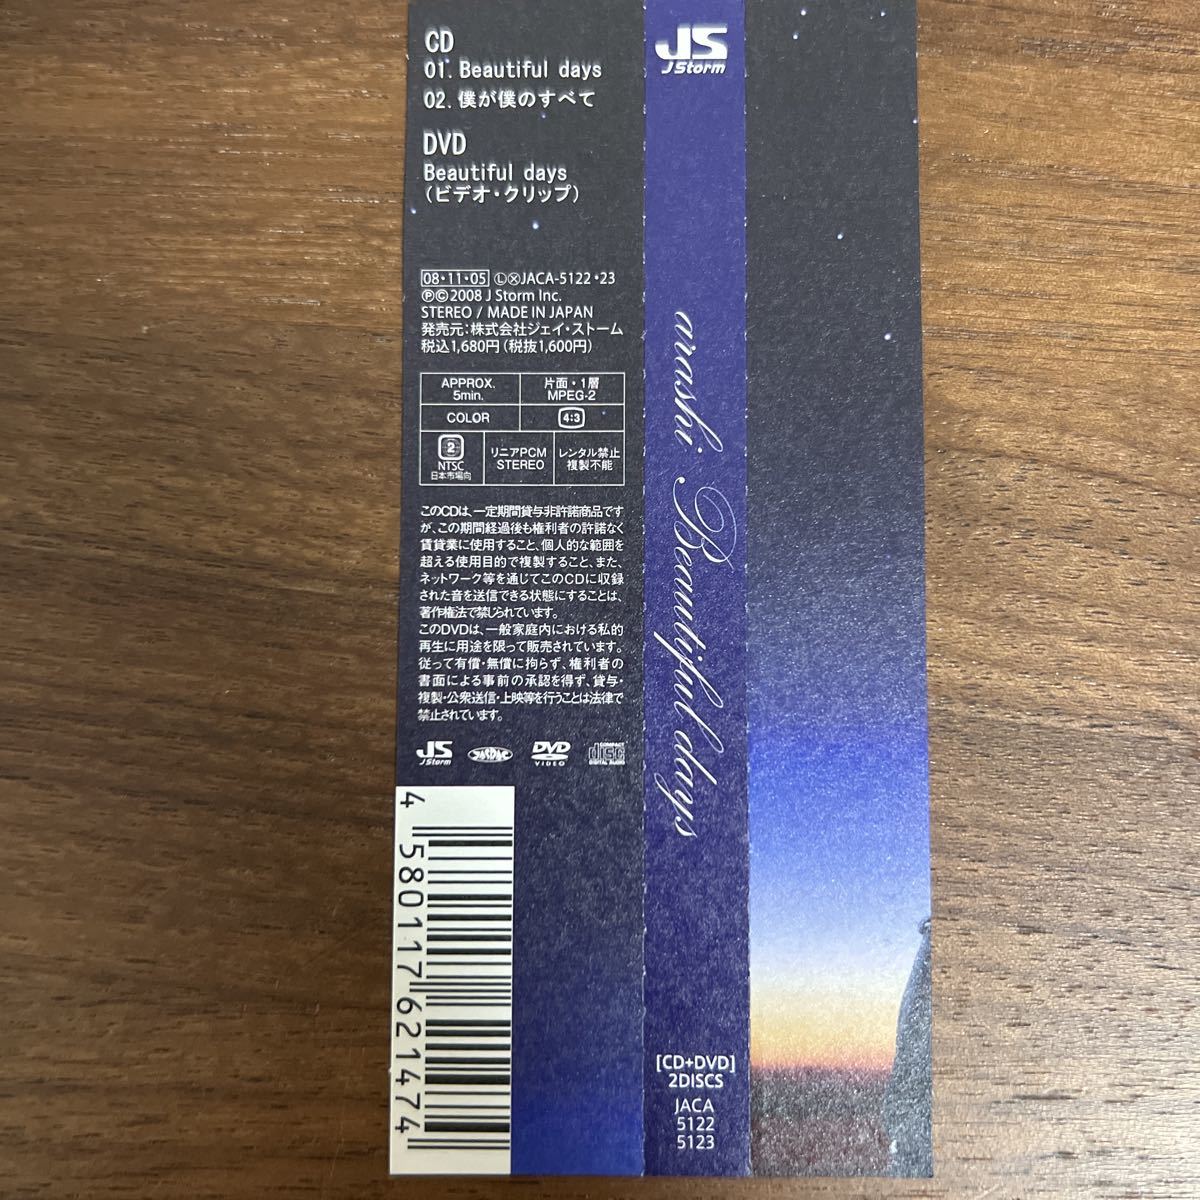 CD
01. Beautiful days
02. 僕が僕のすべて
DVD
Beautiful days
(ビデオ・クリップ)
08・11・05 ⓁⓍJACA-5122・23
Ⓟ©2008 J Storm Inc.
STEREO / MADE IN JAPAN
発売元:株式会社ジェイ・ストーム
税込1,680円(税抜1,600円)
APPROX. 5min.
片面・1層 MPEG-2
COLOR
4:3
2 NTSC 日本市場向
リニアPCM STEREO
レンタル禁止 複製不能
このCDは、一定期間貸与非許諾商品です
が、この期間経過後も権利者の許諾なく
賃貸業に使用すること、個人的な範囲を
超える使用目的で複製すること、また、
ネットワーク等を通じてこのCDに収録
された音を送信できる状態にすることは、
著作権法で禁じられています。
このDVDは、一般家庭内における私的
再生に用途を限って販売されています。
従って有償・無償に拘らず、権利者の
書面による事前の承認を得ず、貸与・
複製・公衆送信・上映等を行うことは法律で
禁止されています。
JS J Storm
JASRAC
DVD VIDEO
COMPACT disc DIGITAL AUDIO
4 580117 621474
JS
J Storm
arashi Beautiful days
[CD+DVD]
2DISCS
JACA
5122
5123